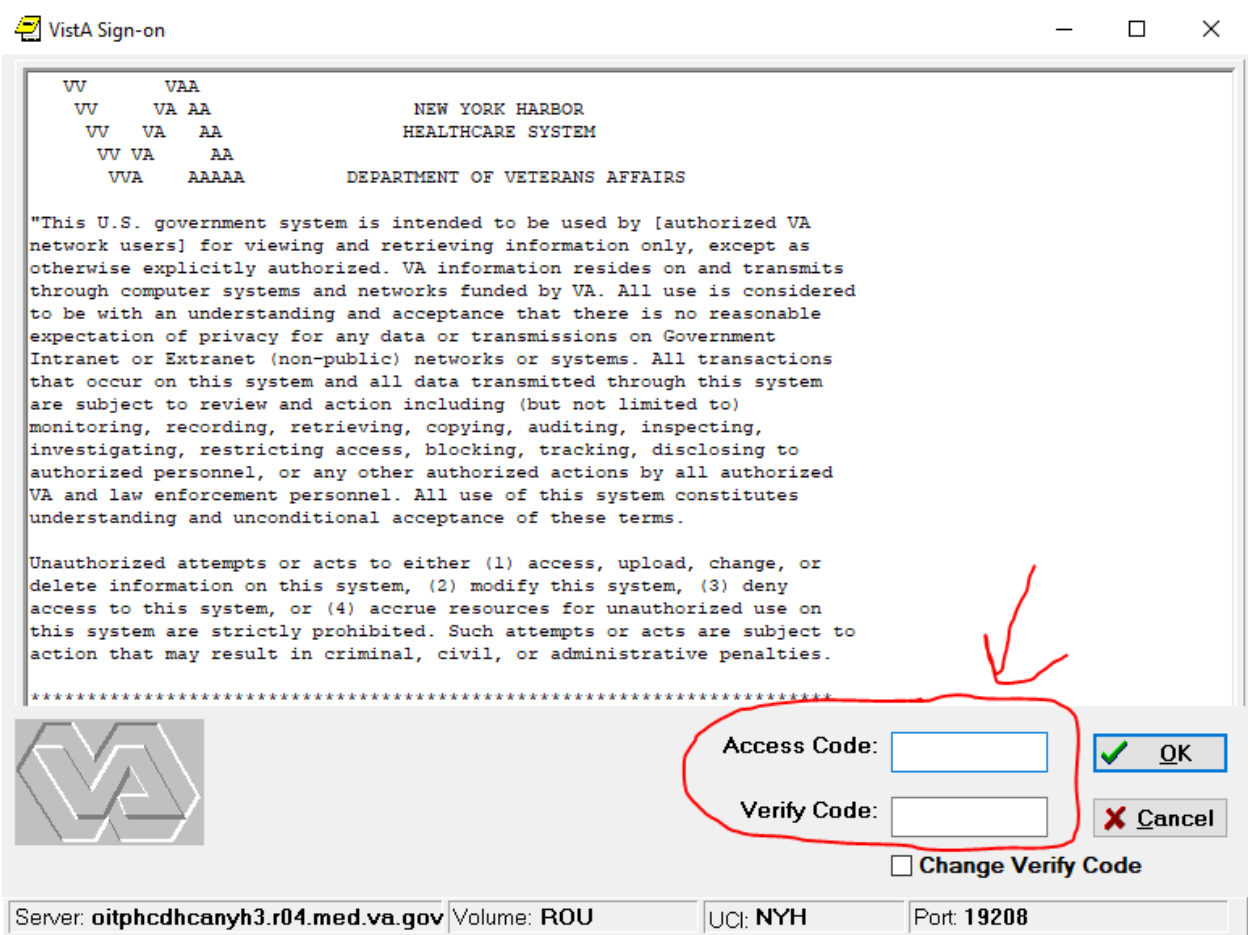 VistA Sign-on
VV VAA
VV VA AA NEW YORK HARBOR
VV VA AA HEALTHCARE SYSTEM
VV VA AA
VVA AAAAA DEPARTMENT OF VETERANS AFFAIRS
"This U.S. government system is intended to be used by [authorized VA
network users] for viewing and retrieving information only, except as
otherwise explicitly authorized. VA information resides on and transmits
through computer systems and networks funded by VA. All use is considered
to be with an understanding and acceptance that there is no reasonable
expectation of privacy for any data or transmissions on Government
Intranet or Extranet (non-public) networks or systems. All transactions
that occur on this system and all data transmitted through this system
are subject to review and action including (but not limited to)
monitoring, recording, retrieving, copying, auditing, inspecting,
investigating, restricting access, blocking, tracking, disclosing to
authorized personnel, or any other authorized actions by all authorized
VA and law enforcement personnel. All use of this system constitutes
understanding and unconditional acceptance of these terms.
Unauthorized attempts or acts to either (1) access, upload, change, or
delete information on this system, (2) modify this system, (3) deny
access to this system, or (4) accrue resources for unauthorized use on
this system are strictly prohibited. Such attempts or acts are subject to
action that may result in criminal, civil, or administrative penalties.
***********************************************************************
Access Code: OK
Verify Code: Cancel
Change Verify Code
Server: oitphcdhcanyh3.r04.med.va.gov Volume: ROU UCI: NYH Port: 19208